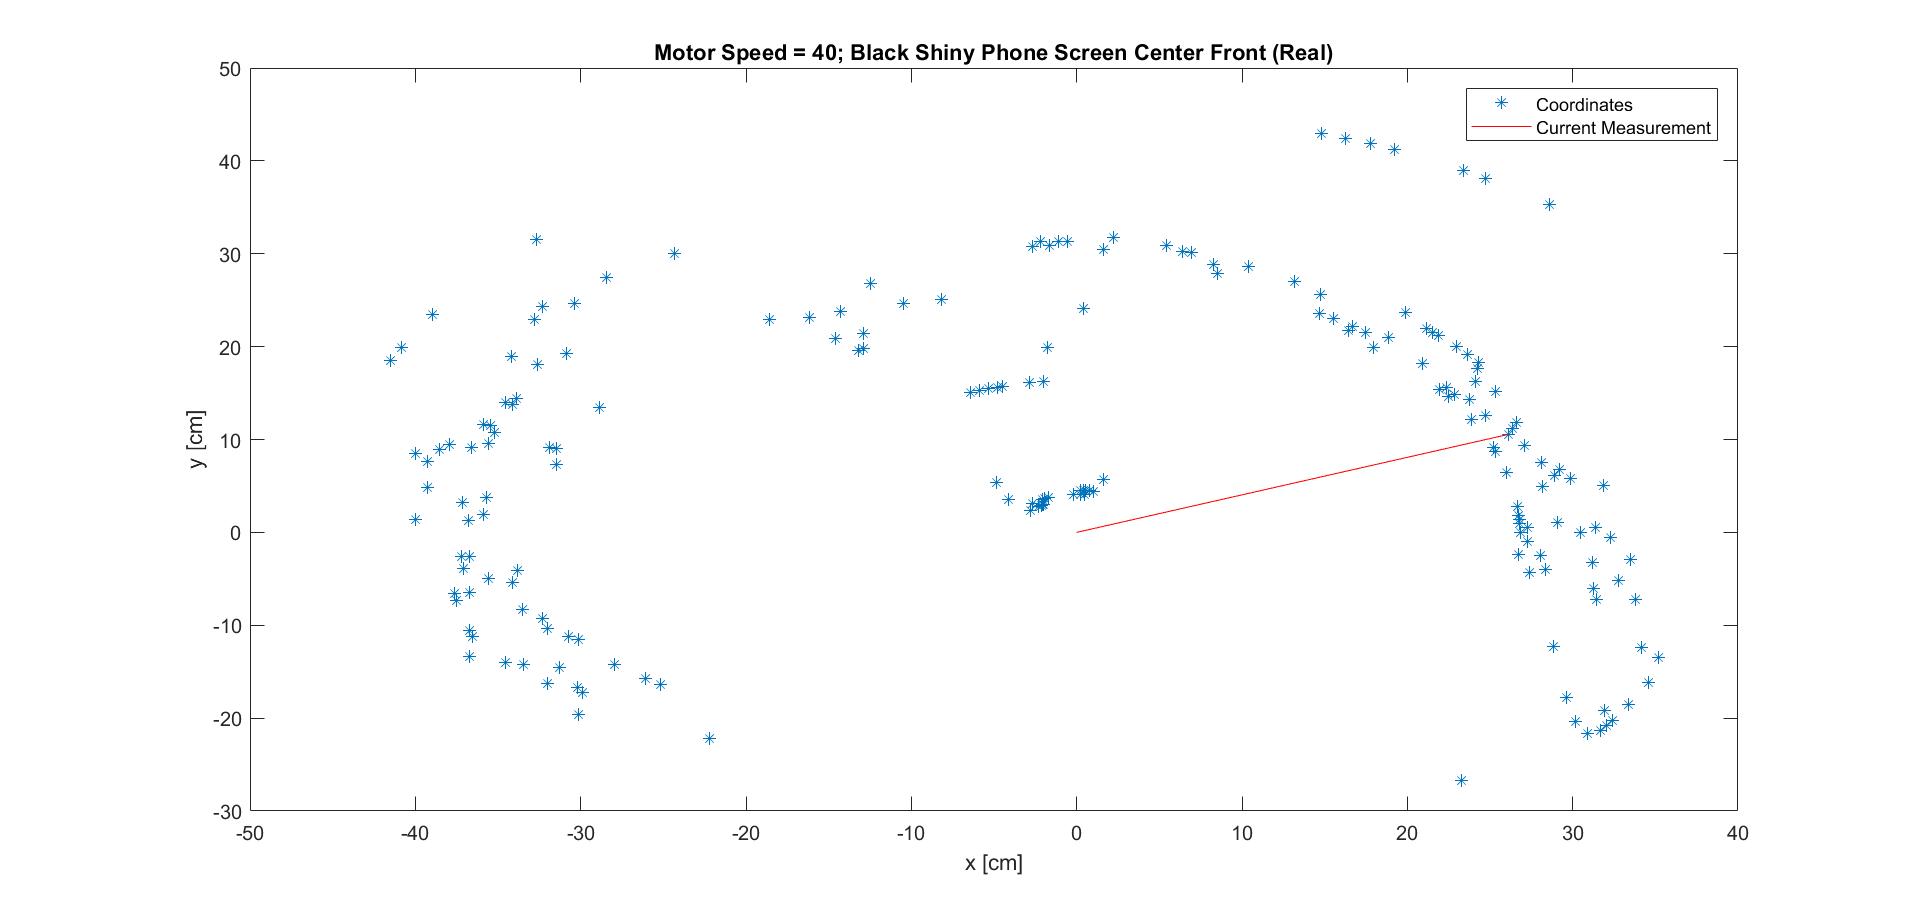 Motor Speed = 40; Black Shiny Phone Screen Center Front (Real)
50
40
30
20
10
0
-10
-20
-30
y [cm]
Coordinates
Current Measurement
-50 -40 -30 -20 -10 0 10 20 30 40
x [cm]